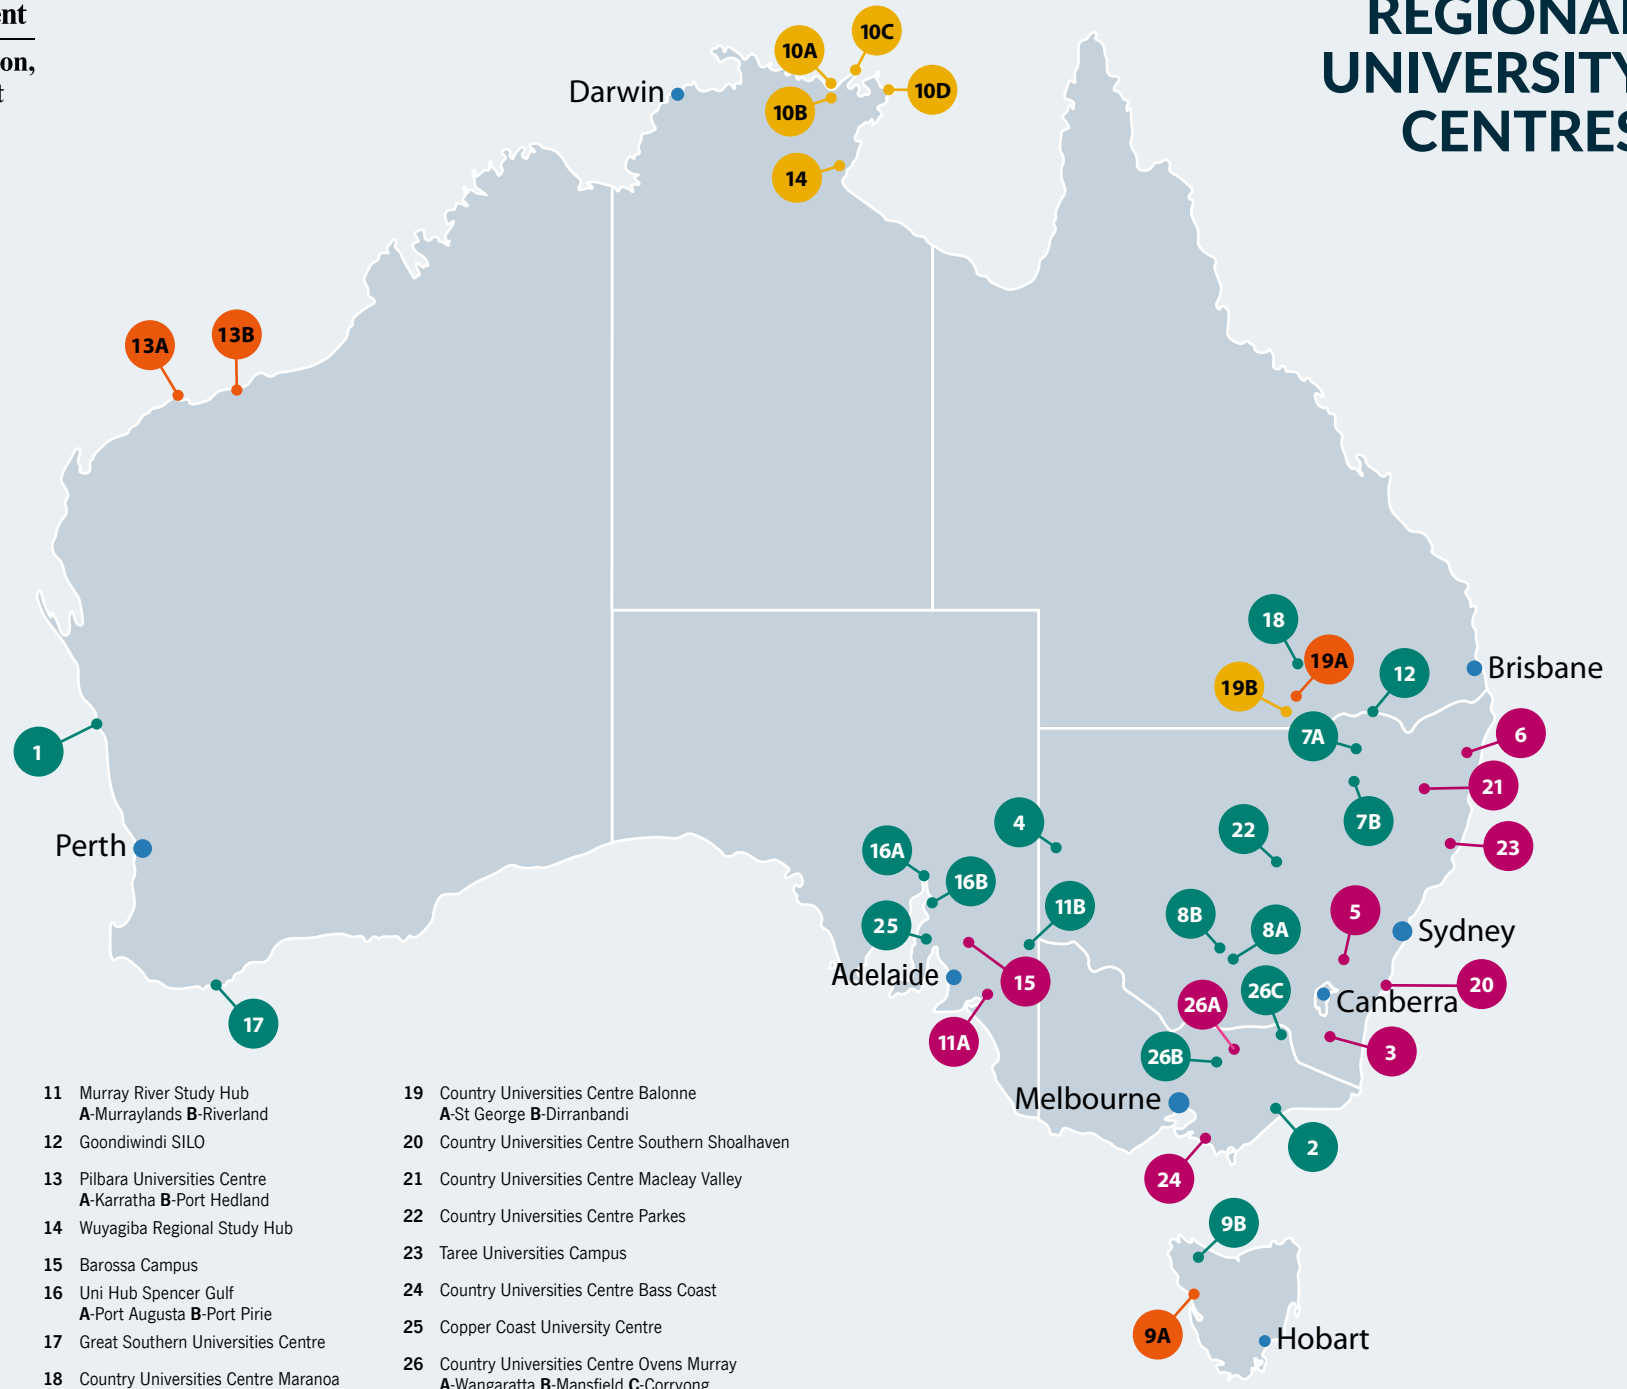 ent
on,
t
REGIONAL
UNIVERSITY
CENTRES
10C
10A
Darwin
10D
10B
14
13B
13A
18
19A
Brisbane
12
19B
6
7A
1
21
4
7B
22
23
Perth
16A
16B
11B
5
8B
25
8A
Sydney
Adelaide
15
20
26C
Canberra
26A
17
11A
3
26B
Melbourne
2
24
9B
9A
Hobart
11 Murray River Study Hub
A-Murraylands B-Riverland
12 Goondiwindi SILO
13 Pilbara Universities Centre
A-Karratha B-Port Hedland
14 Wuyagiba Regional Study Hub
15 Barossa Campus
16 Uni Hub Spencer Gulf
A-Port Augusta B-Port Pirie
17 Great Southern Universities Centre
18 Country Universities Centre Maranoa
19 Country Universities Centre Balonne
A-St George B-Dirranbandi
20 Country Universities Centre Southern Shoalhaven
21 Country Universities Centre Macleay Valley
22 Country Universities Centre Parkes
23 Taree Universities Campus
24 Country Universities Centre Bass Coast
25 Copper Coast University Centre
26 Country Universities Centre Ovens Murray
A-Wangaratta B-Mansfield C-Corryong